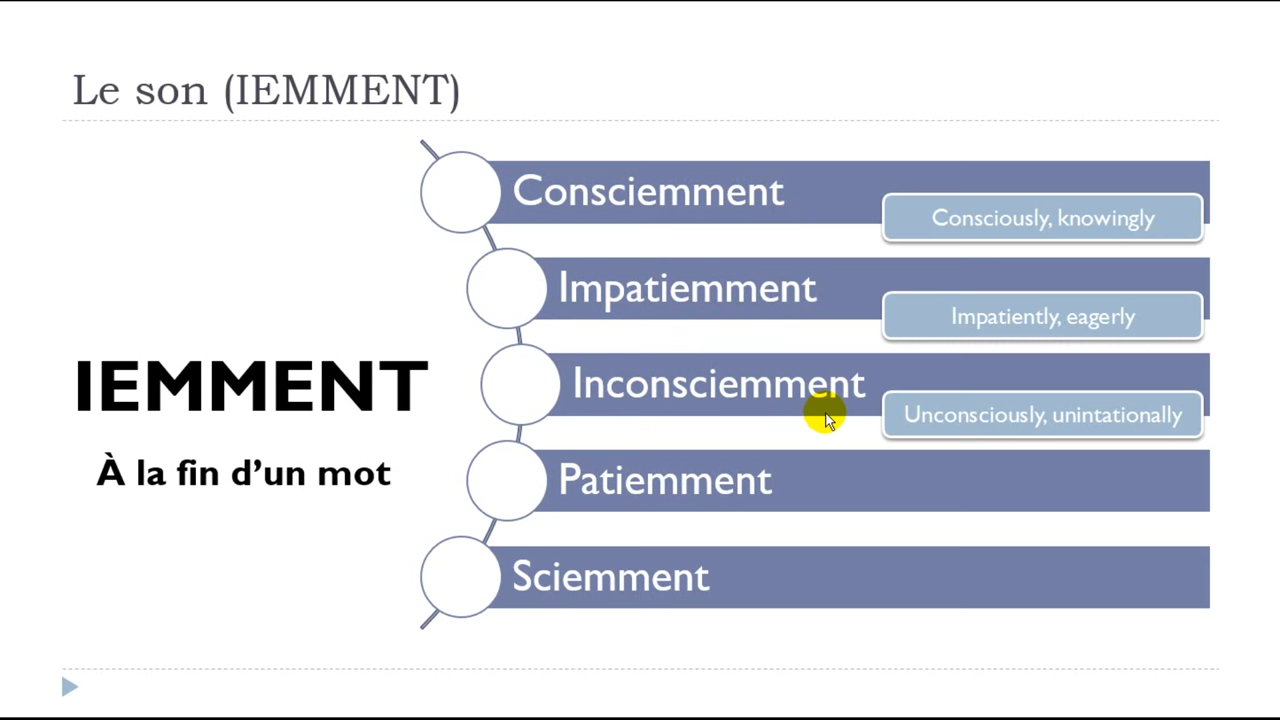 Le son (IEMMENT)
IEMMENT
À la fin d’un mot
Consciemment
Consciously, knowingly
Impatiemment
Impatiently, eagerly
Inconsciemment
Unconsciously, unintationally
Patiemment
Sciemment